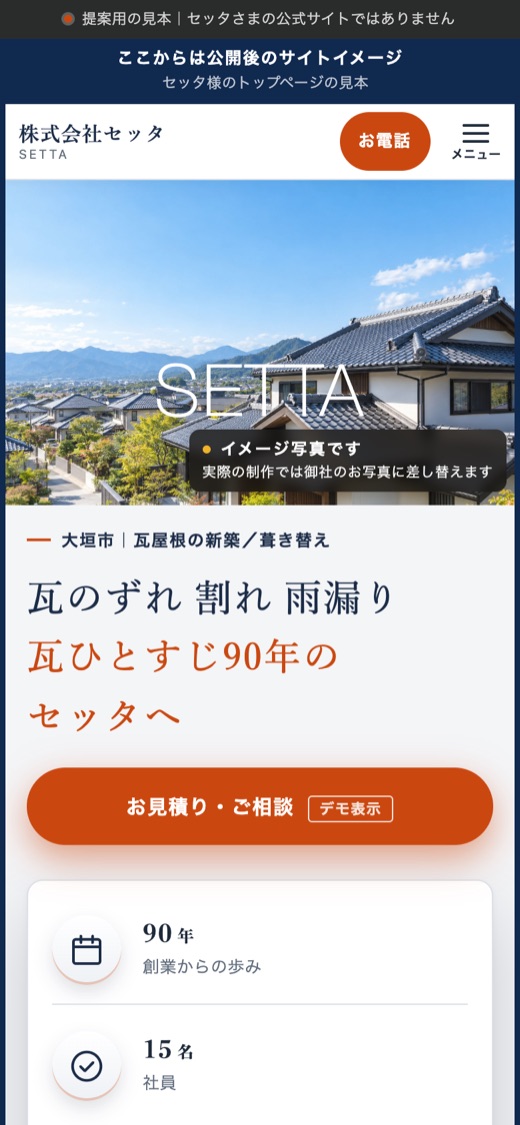 提案用の見本｜セッタさまの公式サイトではありません
ここからは公開後のサイトイメージ
セッタ様のトップページの見本
株式会社セッタ
SETTA
お電話
メニュー
SETTA
イメージ写真です
実際の制作では御社のお写真に差し替えます
大垣市｜瓦屋根の新築／葺き替え
瓦のずれ 割れ 雨漏り
瓦ひとすじ90年の
セッタへ
お見積り・ご相談 デモ表示
90年
創業からの歩み
15名
社員